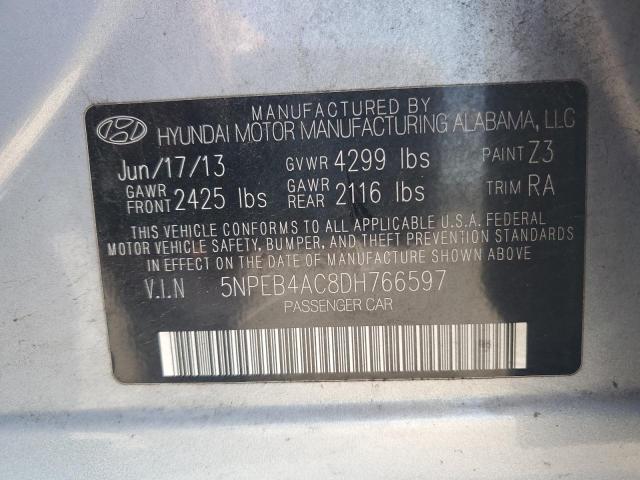 MANUFACTURED BY
HYUNDAI MOTOR MANUFACTURING ALABAMA, LLC
Jun/17/13 GVWR 4299 lbs PAINT Z3
GAWR FRONT 2425 lbs GAWR REAR 2116 lbs TRIM RA
THIS VEHICLE CONFORMS TO ALL APPLICABLE U.S.A. FEDERAL
MOTOR VEHICLE SAFETY, BUMPER, AND THEFT PREVENTION STANDARDS
IN EFFECT ON THE DATE OF MANUFACTURE SHOWN ABOVE
V.I.N 5NPEB4AC8DH766597
PASSENGER CAR